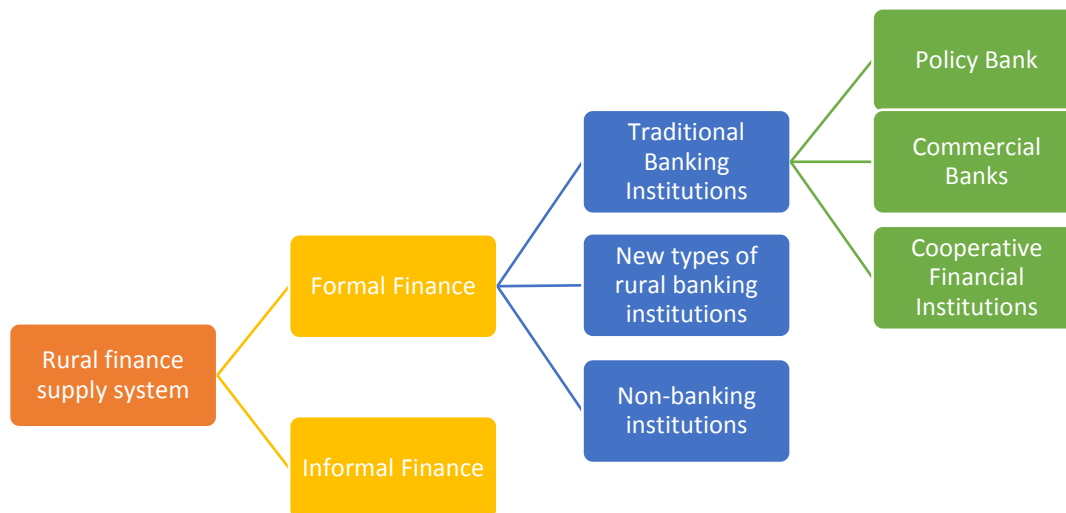 Rural finance
supply system
Formal Finance
Informal Finance
Traditional
Banking
Institutions
New types of
rural banking
institutions
Non-banking
institutions
Policy Bank
Commercial
Banks
Cooperative
Financial
Institutions